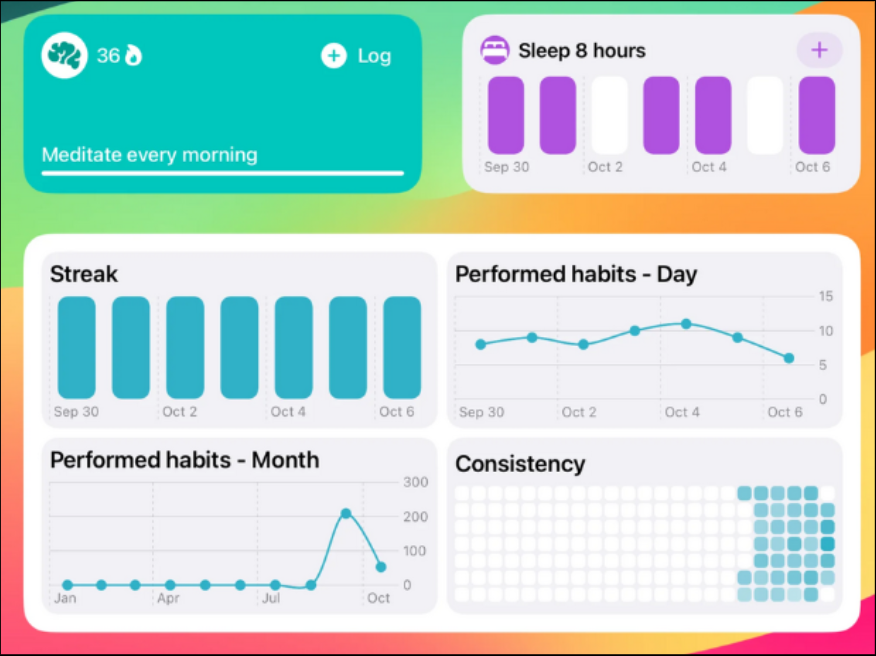 36
Log
Meditate every morning
Sleep 8 hours
+
Sep 30 Oct 2 Oct 4 Oct 6
Streak
Sep 30 Oct 2 Oct 4 Oct 6
Performed habits - Day
15
10
5
0
Sep 30 Oct 2 Oct 4 Oct 6
Performed habits - Month
300
200
100
0
Jan Apr Jul Oct
Consistency